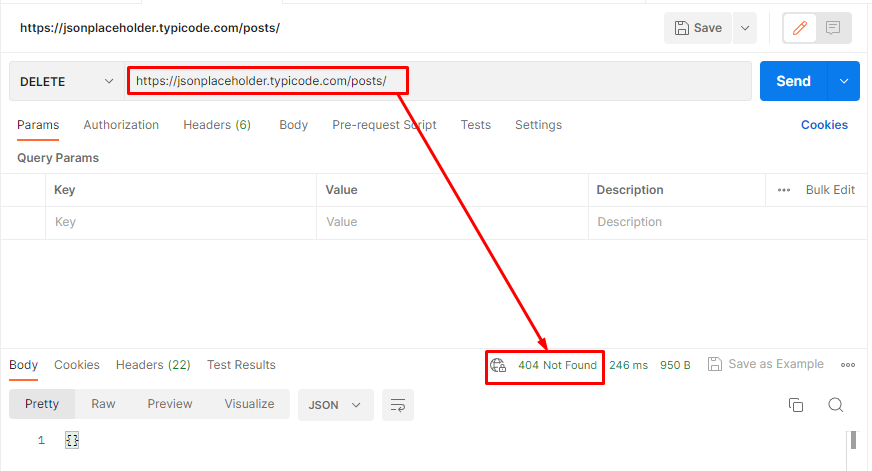 https://jsonplaceholder.typicode.com/posts/ Save
DELETE https://jsonplaceholder.typicode.com/posts/ Send
Params Authorization Headers (6) Body Pre-request Script Tests Settings Cookies
Query Params
Key Value Description Bulk Edit
Key Value Description
Body Cookies Headers (22) Test Results 404 Not Found 246 ms 950 B Save as Example
Pretty Raw Preview Visualize JSON
1 {}